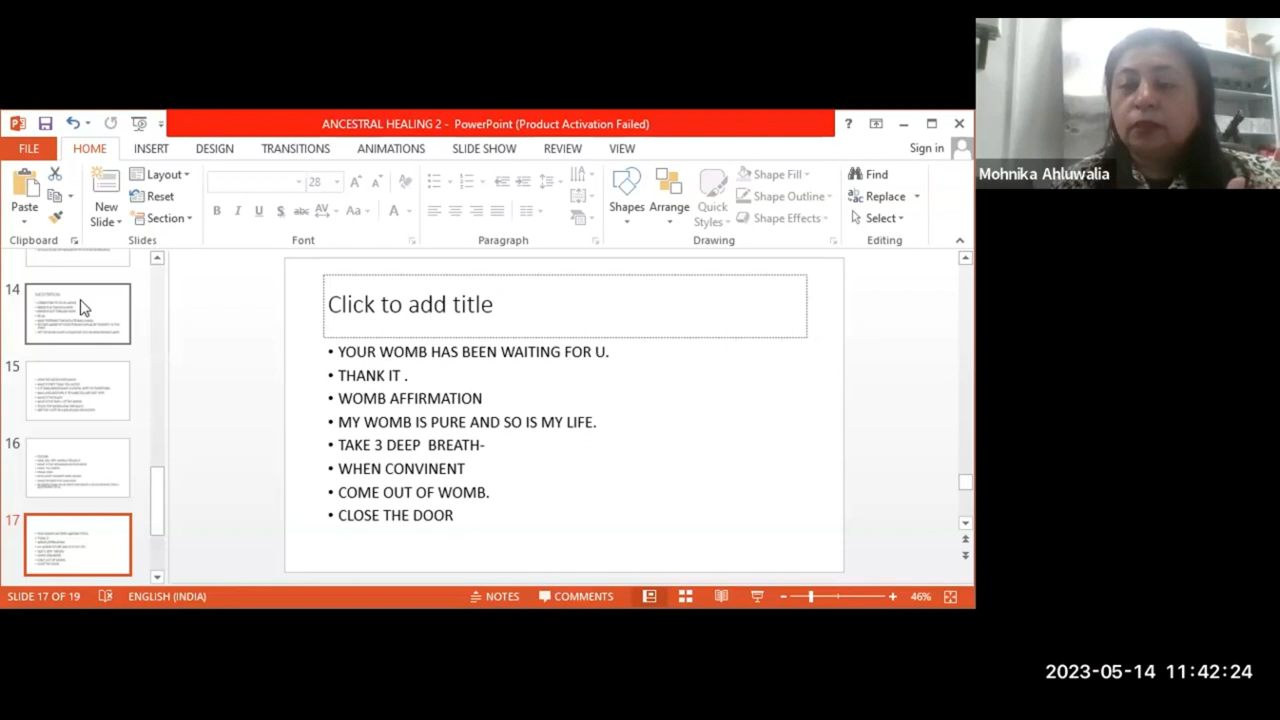 ANCESTRAL HEALING 2 - PowerPoint (Product Activation Failed)
FILE HOME INSERT DESIGN TRANSITIONS ANIMATIONS SLIDE SHOW REVIEW VIEW Sign in
Paste
New Slide
Layout
Reset
Section
28
Shapes
Arrange
Quick Styles
Shape Fill
Shape Outline
Shape Effects
Find
Replace
Select
Clipboard Slides Font Paragraph Drawing Editing
14
15
16
17
Click to add title
• YOUR WOMB HAS BEEN WAITING FOR U.
• THANK IT .
• WOMB AFFIRMATION
• MY WOMB IS PURE AND SO IS MY LIFE.
• TAKE 3 DEEP  BREATH-
• WHEN CONVINENT
• COME OUT OF WOMB.
• CLOSE THE DOOR
SLIDE 17 OF 19 ENGLISH (INDIA) NOTES COMMENTS 46%
Mohnika Ahluwalia
2023-05-14 11:42:24